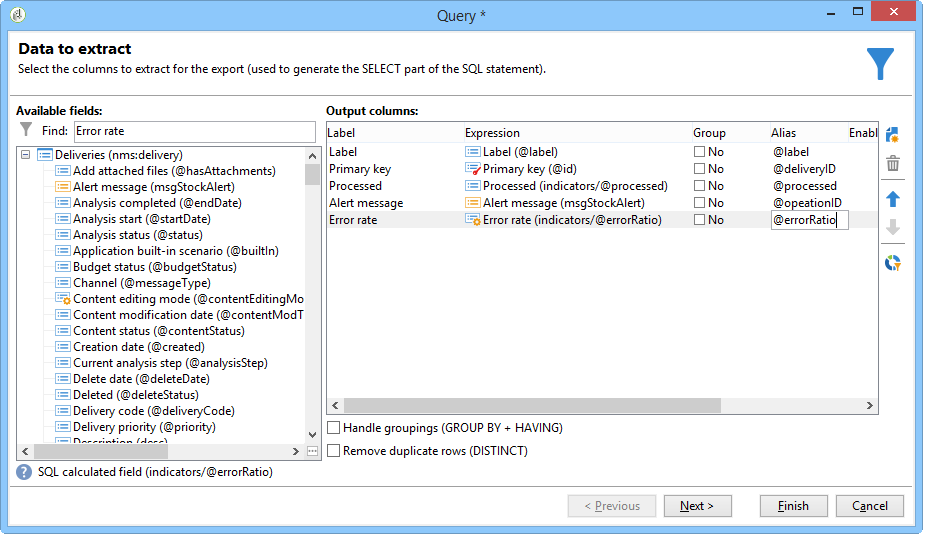 Query *
Data to extract
Select the columns to extract for the export (used to generate the SELECT part of the SQL statement).
Available fields:
Find: Error rate
Deliveries (nms:delivery)
Add attached files (@hasAttachments)
Alert message (msgStockAlert)
Analysis completed (@endDate)
Analysis start (@startDate)
Analysis status (@status)
Application built-in scenario (@builtIn)
Budget status (@budgetStatus)
Channel (@messageType)
Content editing mode (@contentEditingMo
Content modification date (@contentModT
Content status (@contentStatus)
Creation date (@created)
Current analysis step (@analysisStep)
Delete date (@deleteDate)
Deleted (@deleteStatus)
Delivery code (@deliveryCode)
Delivery priority (@priority)
Description (desc)
SQL calculated field (indicators/@errorRatio)
Output columns:
Label Expression Group Alias Enabl
Label Label (@label) No @label
Primary key Primary key (@id) No @deliveryID
Processed Processed (indicators/@processed) No @processed
Alert message Alert message (msgStockAlert) No @opeationID
Error rate Error rate (indicators/@errorRatio) No @errorRatio
Handle groupings (GROUP BY + HAVING)
Remove duplicate rows (DISTINCT)
< Previous Next > Finish Cancel